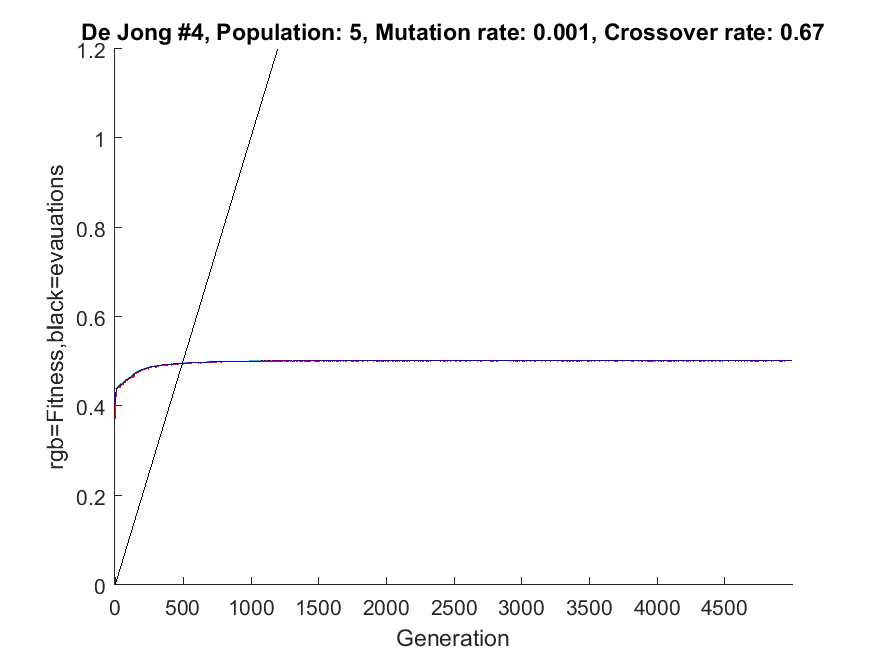 De Jong #4, Population: 5, Mutation rate: 0.001, Crossover rate: 0.67
1.2
1
0.8
0.6
0.4
0.2
0
rgb=Fitness,black=evauations
0 500 1000 1500 2000 2500 3000 3500 4000 4500
Generation